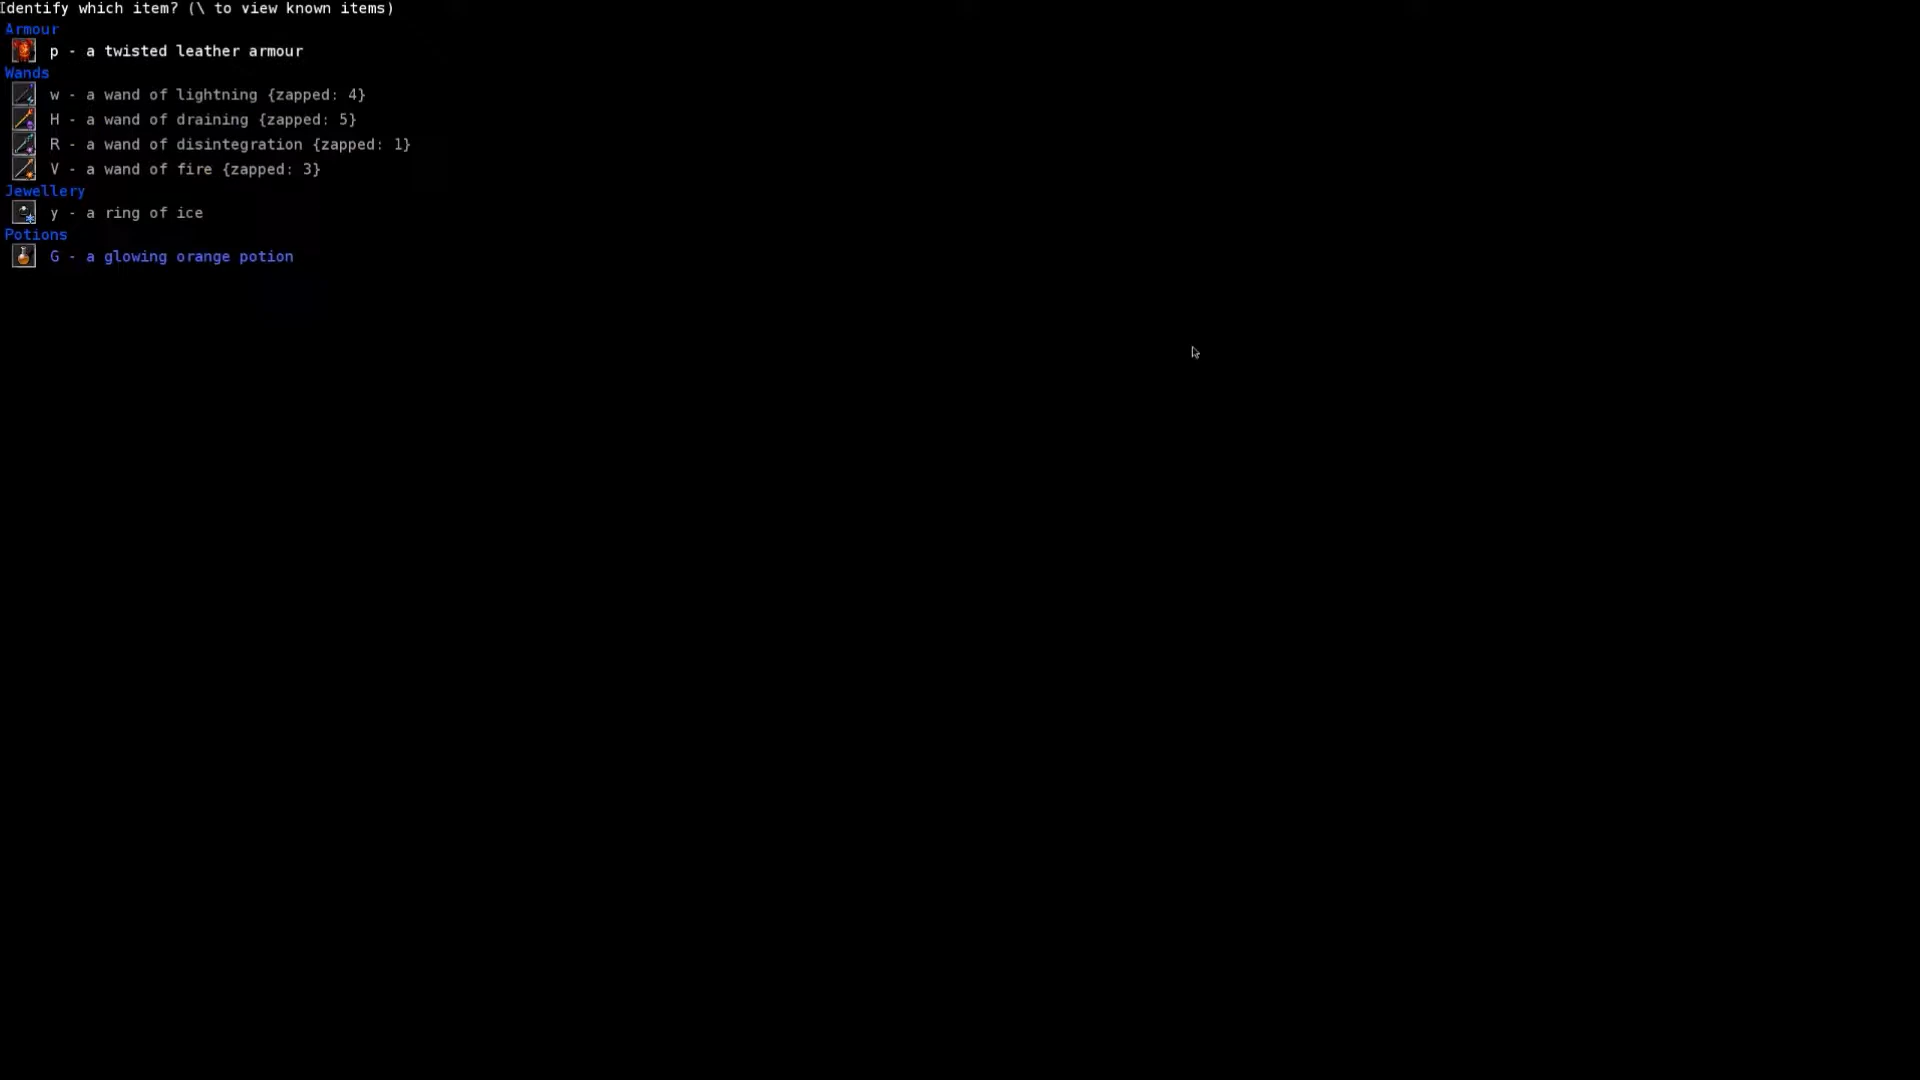 Identify which item? (\ to view known items)
Armour
p - a twisted leather armour
Wands
w - a wand of lightning {zapped: 4}
H - a wand of draining {zapped: 5}
R - a wand of disintegration {zapped: 1}
V - a wand of fire {zapped: 3}
Jewellery
y - a ring of ice
Potions
G - a glowing orange potion